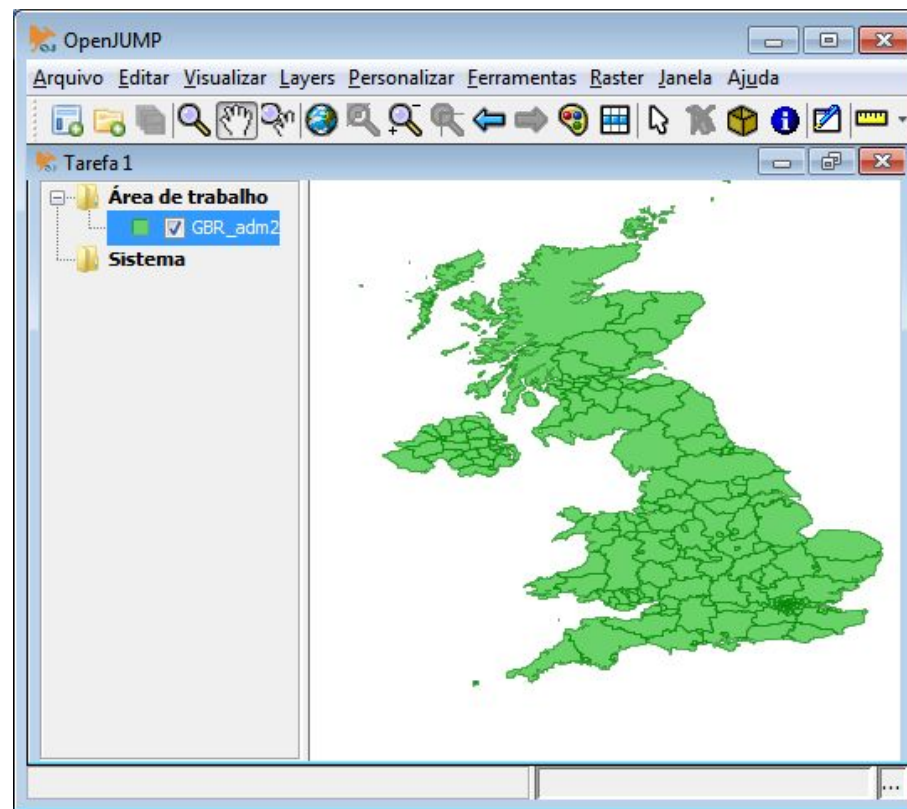 OpenJUMP
Arquivo Editar Visualizar Layers Personalizar Ferramentas Raster Janela Ajuda
Tarefa 1
Área de trabalho
GBR_adm2
Sistema
...